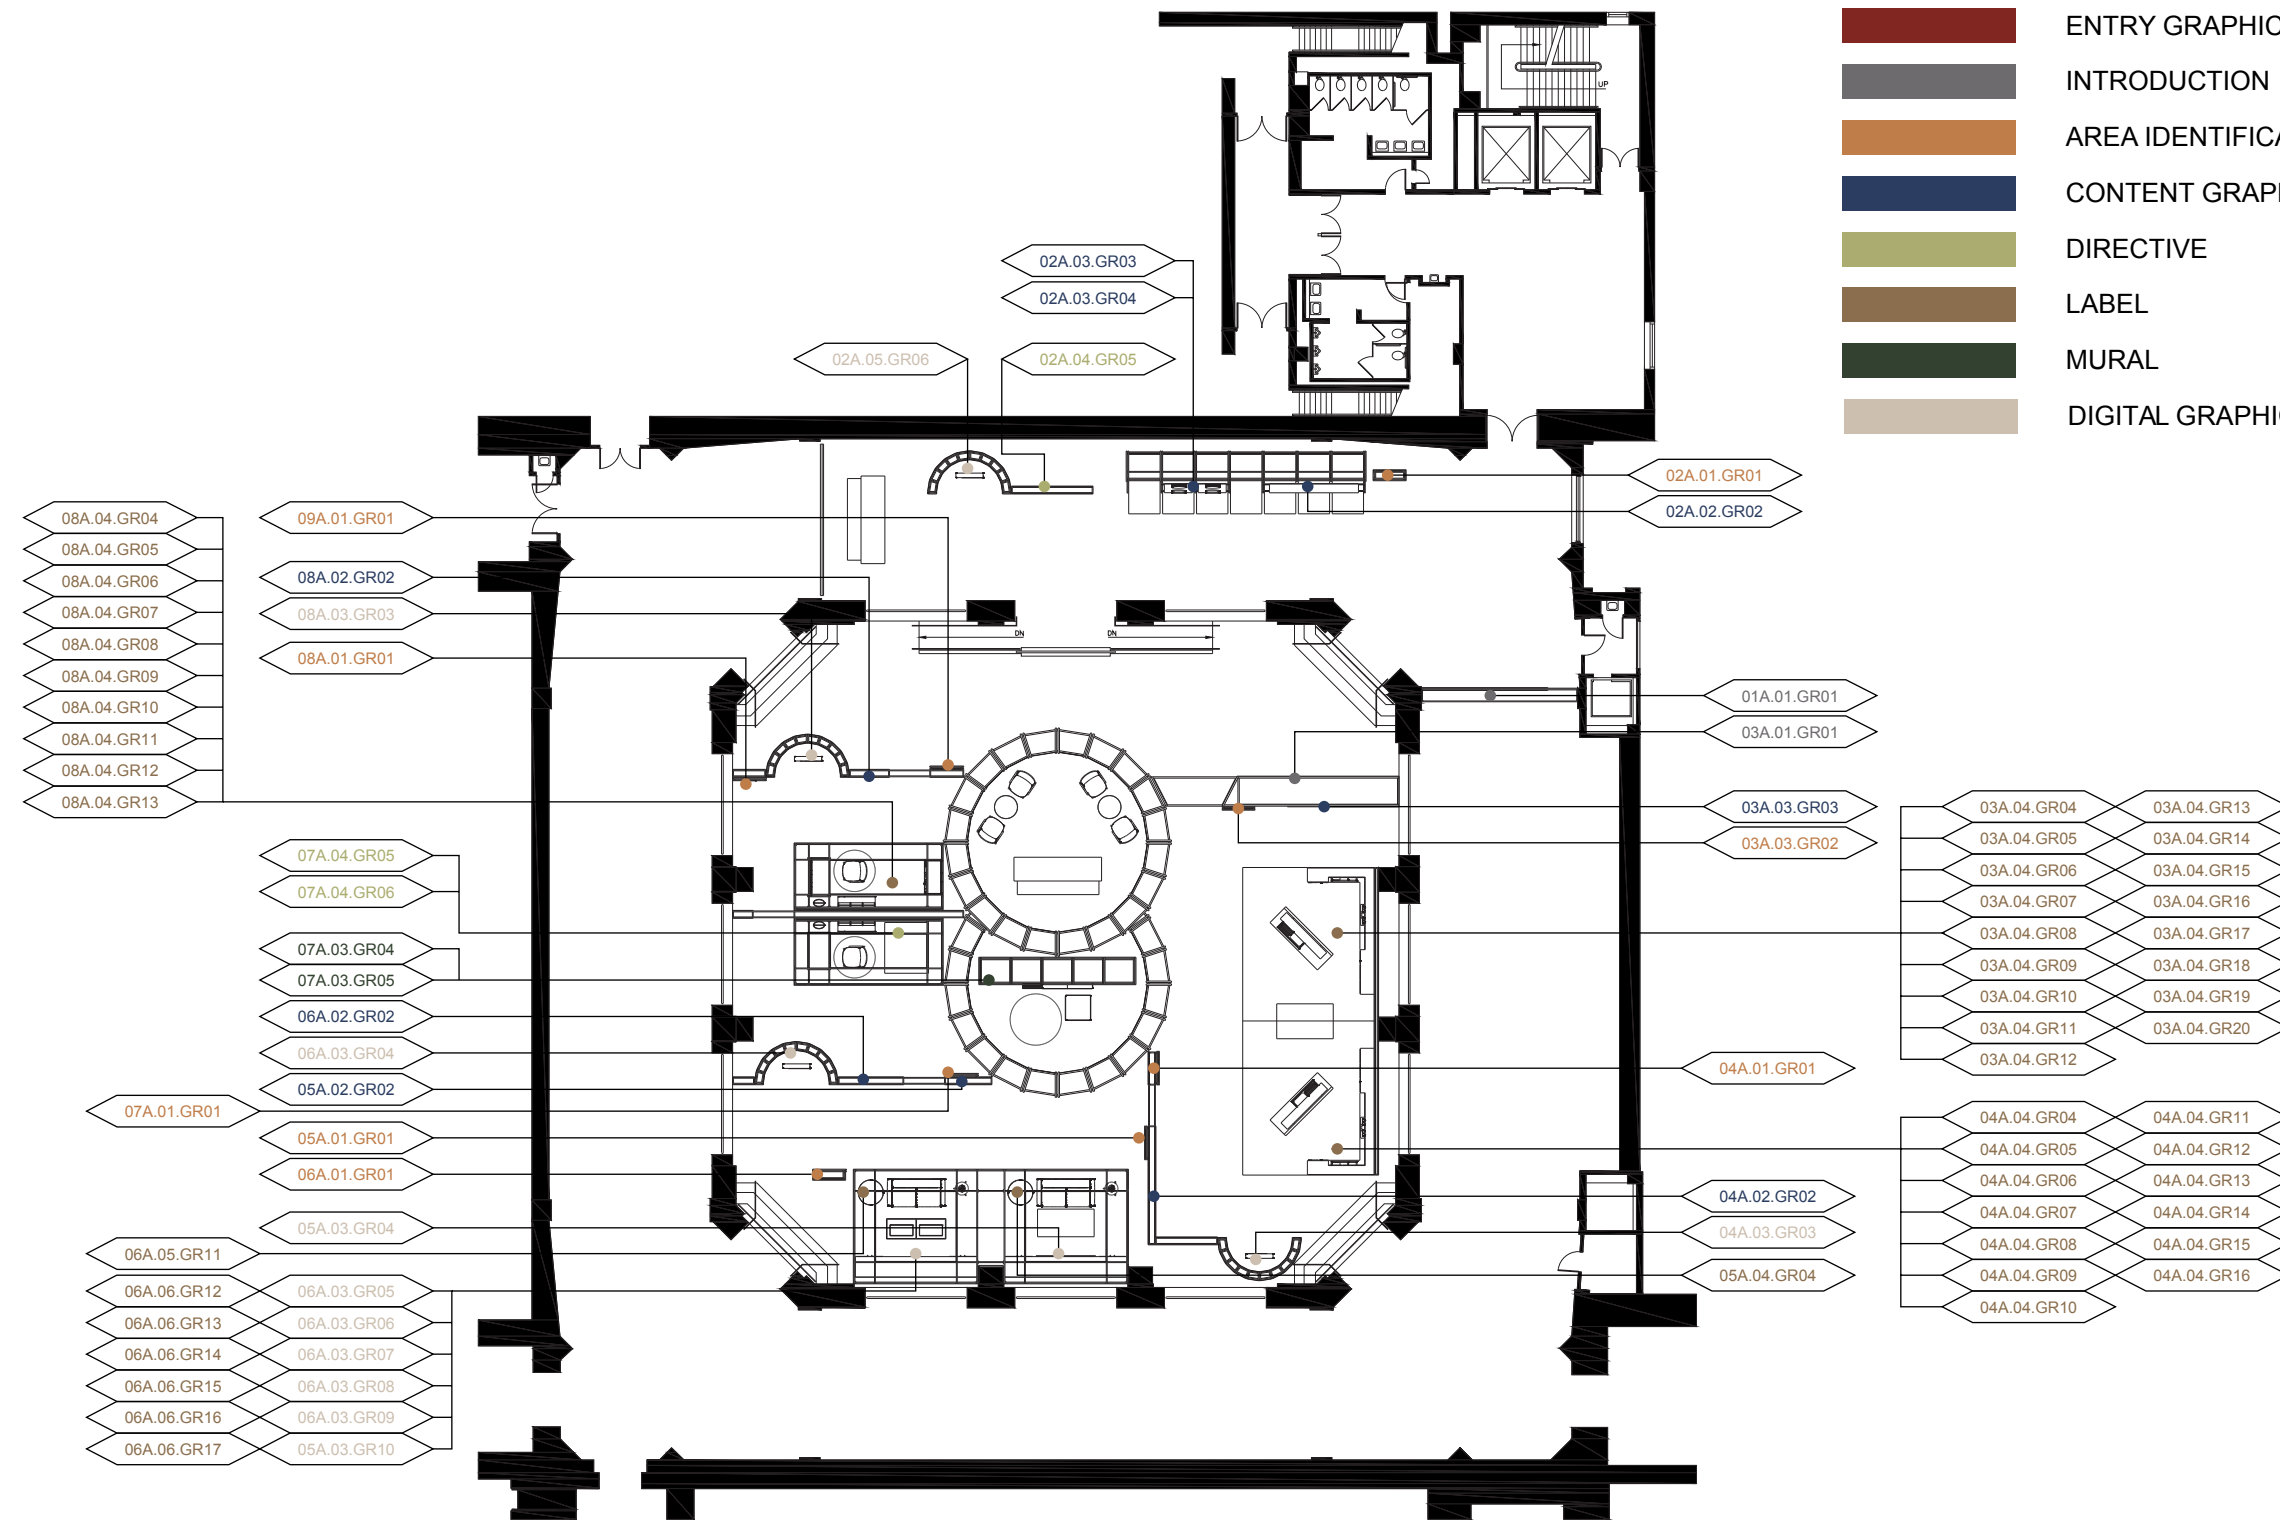 ENTRY GRAPHIC
INTRODUCTION
AREA IDENTIFICA
CONTENT GRAPH
DIRECTIVE
LABEL
MURAL
DIGITAL GRAPHI
UP
02A.03.GR03
02A.03.GR04
02A.05.GR06
02A.04.GR05
02A.01.GR01
02A.02.GR02
08A.04.GR04
08A.04.GR05
08A.04.GR06
08A.04.GR07
08A.04.GR08
08A.04.GR09
08A.04.GR10
08A.04.GR11
08A.04.GR12
08A.04.GR13
09A.01.GR01
08A.02.GR02
08A.03.GR03
08A.01.GR01
DN
DN
01A.01.GR01
03A.01.GR01
03A.03.GR03
03A.03.GR02
07A.04.GR05
07A.04.GR06
07A.03.GR04
07A.03.GR05
06A.02.GR02
06A.03.GR04
05A.02.GR02
07A.01.GR01
05A.01.GR01
06A.01.GR01
05A.03.GR04
06A.05.GR11
06A.06.GR12 06A.03.GR05
06A.06.GR13 06A.03.GR06
06A.06.GR14 06A.03.GR07
06A.06.GR15 06A.03.GR08
06A.06.GR16 06A.03.GR09
06A.06.GR17 05A.03.GR10
03A.04.GR04 03A.04.GR13
03A.04.GR05 03A.04.GR14
03A.04.GR06 03A.04.GR15
03A.04.GR07 03A.04.GR16
03A.04.GR08 03A.04.GR17
03A.04.GR09 03A.04.GR18
03A.04.GR10 03A.04.GR19
03A.04.GR11 03A.04.GR20
03A.04.GR12
04A.01.GR01
04A.02.GR02
04A.03.GR03
05A.04.GR04
04A.04.GR04 04A.04.GR11
04A.04.GR05 04A.04.GR12
04A.04.GR06 04A.04.GR13
04A.04.GR07 04A.04.GR14
04A.04.GR08 04A.04.GR15
04A.04.GR09 04A.04.GR16
04A.04.GR10